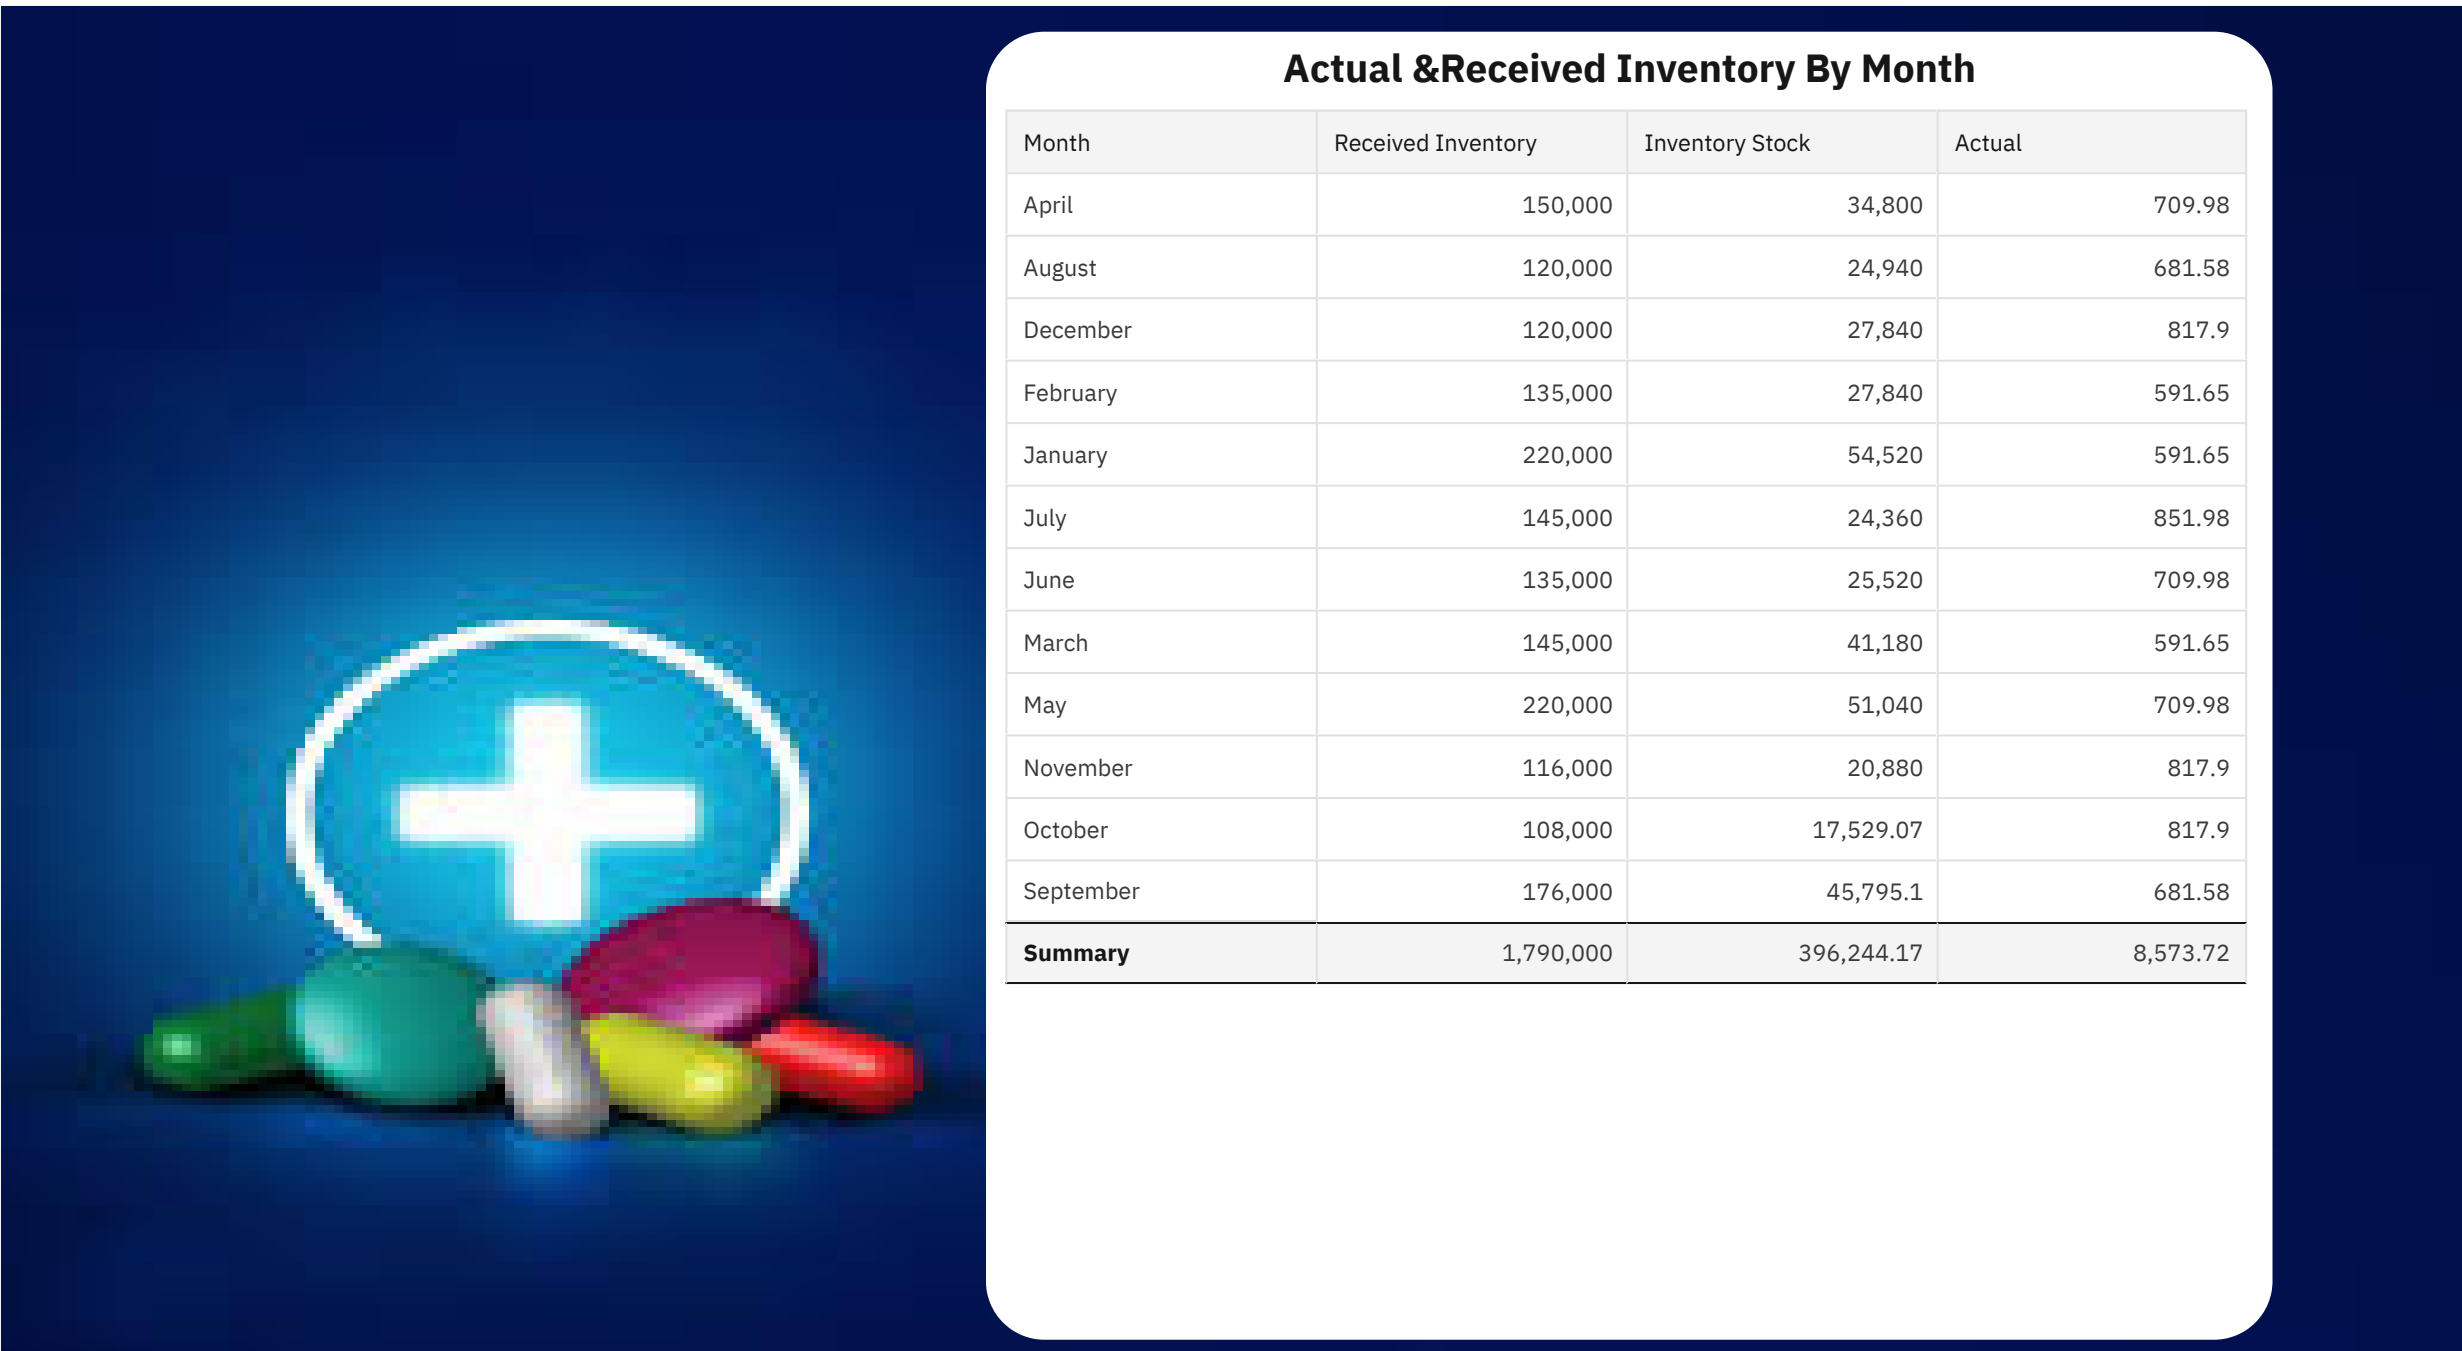 Actual &Received Inventory By Month
Month Received Inventory Inventory Stock Actual
April 150,000 34,800 709.98
August 120,000 24,940 681.58
December 120,000 27,840 817.9
February 135,000 27,840 591.65
January 220,000 54,520 591.65
July 145,000 24,360 851.98
June 135,000 25,520 709.98
March 145,000 41,180 591.65
May 220,000 51,040 709.98
November 116,000 20,880 817.9
October 108,000 17,529.07 817.9
September 176,000 45,795.1 681.58
Summary 1,790,000 396,244.17 8,573.72